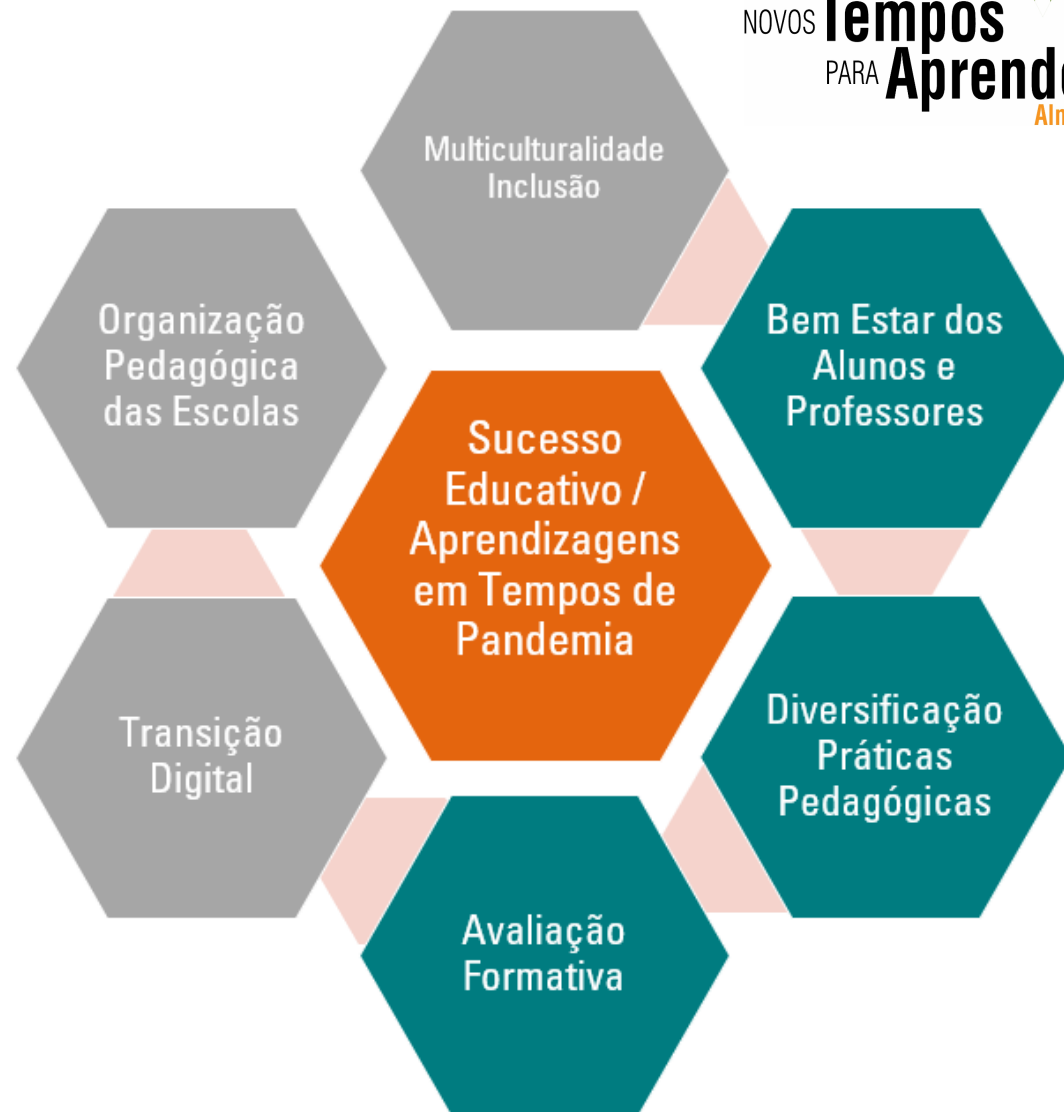 NOVOS Tempos
PARA
Multiculturalidade
Inclusão
Organização
Pedagógica
das Escolas
Bem Estar dos
Alunos e
Professores
Sucesso
Educativo /
Aprendizagens
em Tempos de
Pandemia
Transição
Digital
Diversificação
Práticas
Pedagógicas
Avaliação
Formativa